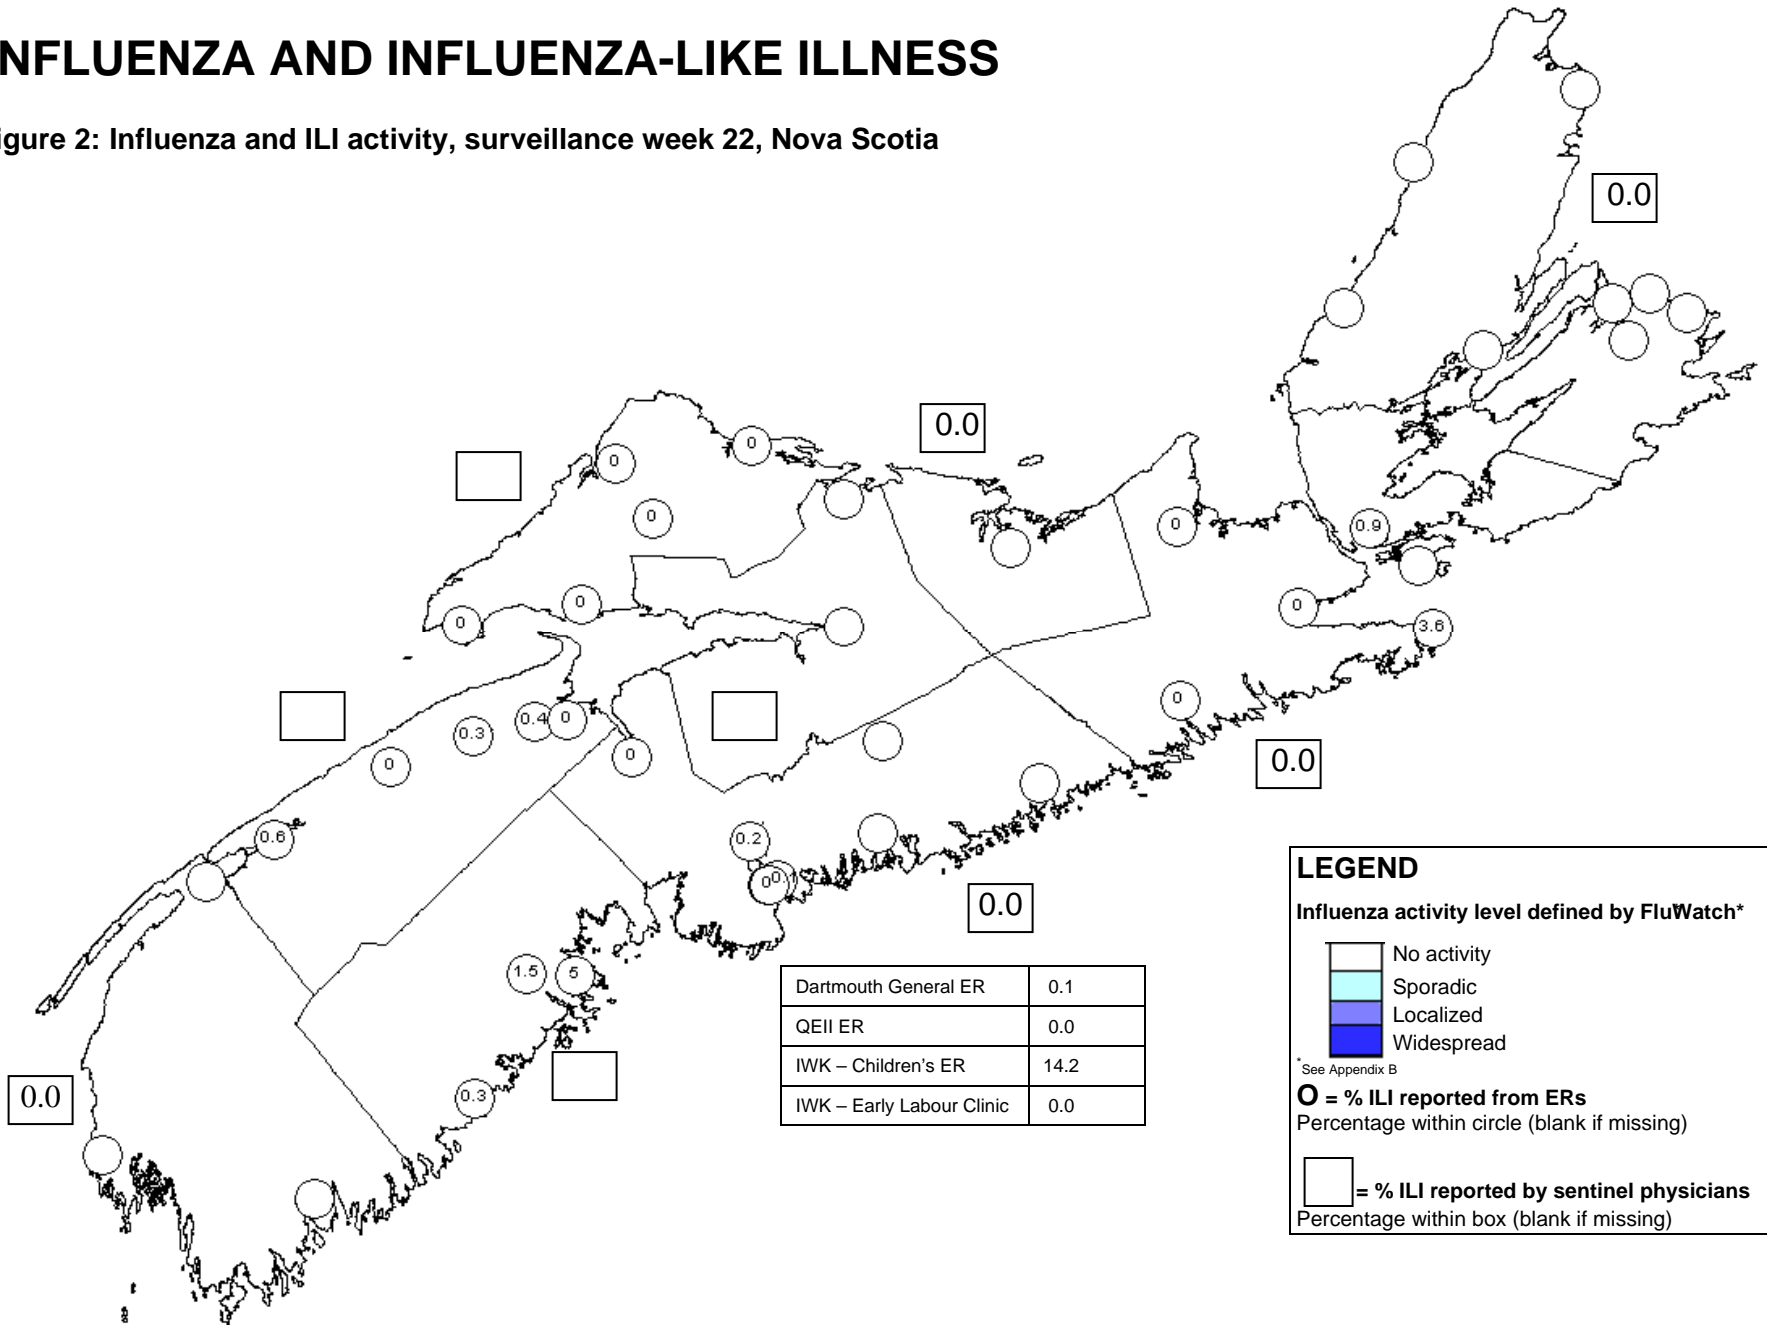 NFLUENZA AND INFLUENZA-LIKE ILLNESS
igure 2: Influenza and ILI activity, surveillance week 22, Nova Scotia
0.0
0.0
0
0
0
0
0.9
0
0
0
0
3.6
0
0.4
0
0.3
0
0
0.0
0.6
0.2
0
0.0
1.5
5
0.3
0.0
Dartmouth General ER 0.1
QEII ER 0.0
IWK – Children's ER 14.2
IWK – Early Labour Clinic 0.0
LEGEND
Influenza activity level defined by FluWatch*
No activity
Sporadic
Localized
Widespread
*See Appendix B
O = % ILI reported from ERs
Percentage within circle (blank if missing)
= % ILI reported by sentinel physicians
Percentage within box (blank if missing)